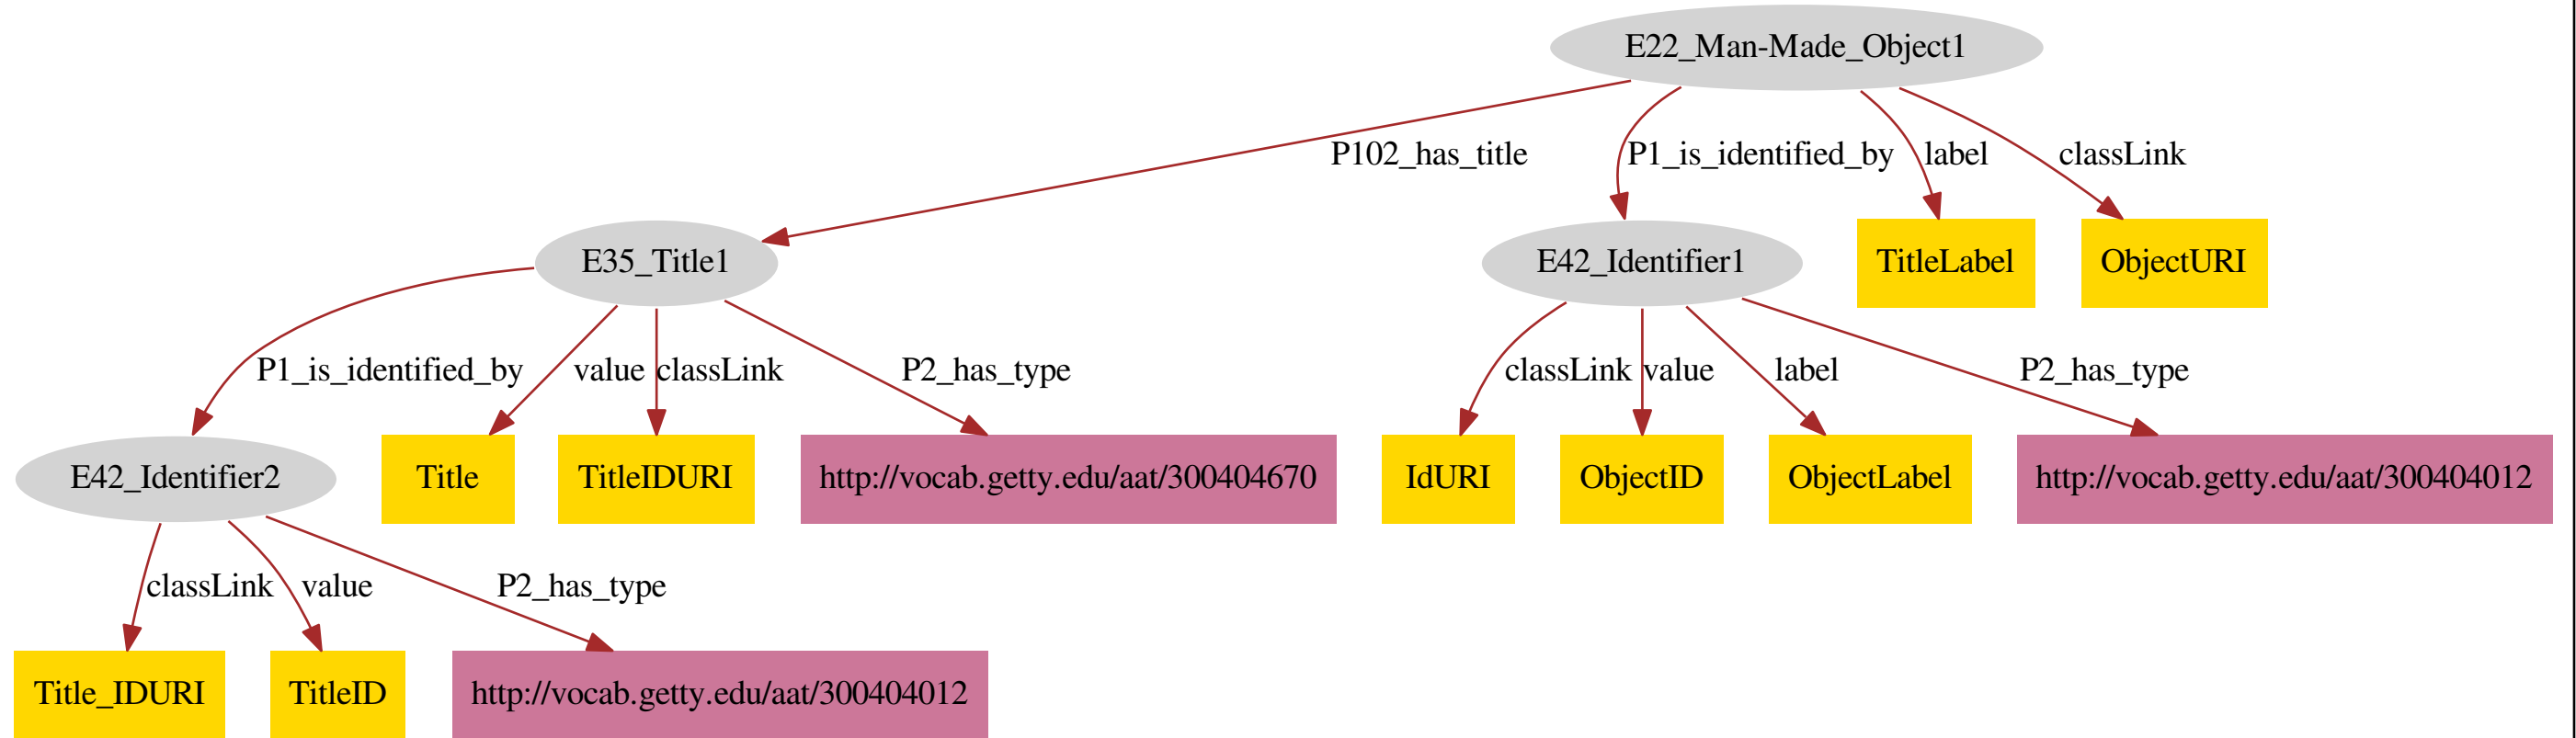 E22_Man-Made_Object1
P102_has_title
P1_is_identified_by
label
classLink
E35_Title1
E42_Identifier1
TitleLabel
ObjectURI
P1_is_identified_by
value
classLink
P2_has_type
classLink
value
label
P2_has_type
E42_Identifier2
Title
TitleIDURI
http://vocab.getty.edu/aat/300404670
IdURI
ObjectID
ObjectLabel
http://vocab.getty.edu/aat/300404012
classLink
value
P2_has_type
Title_IDURI
TitleID
http://vocab.getty.edu/aat/300404012